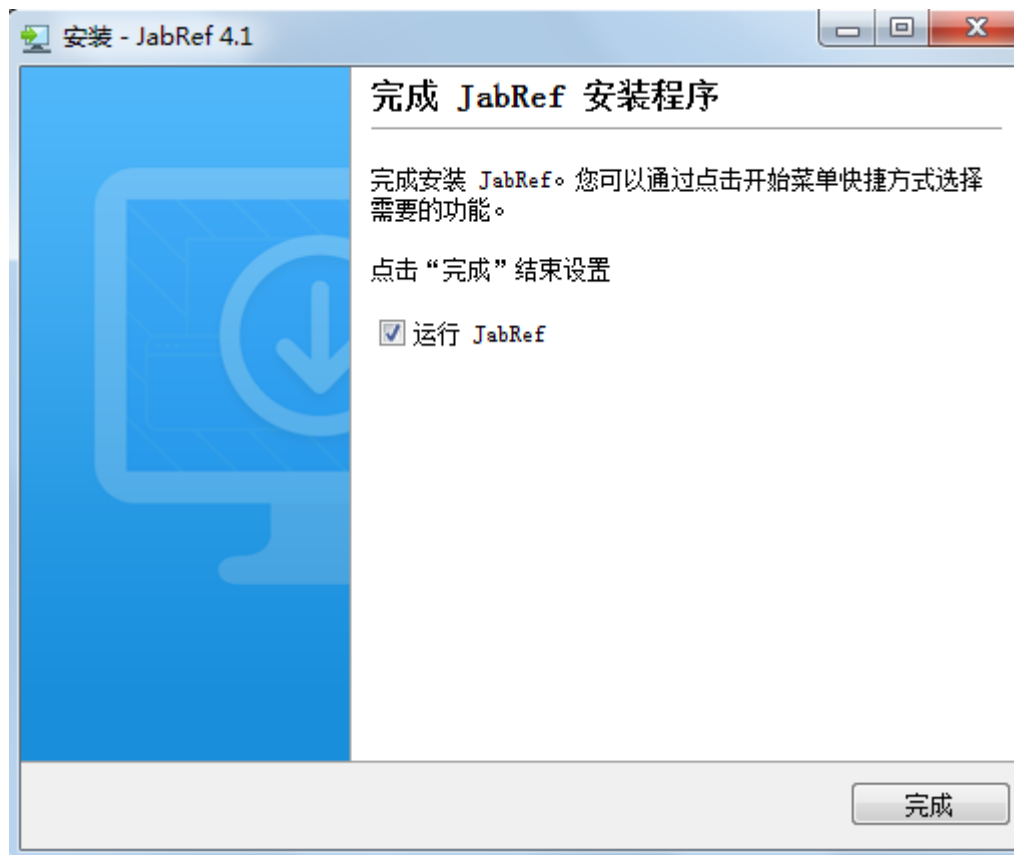 安装 - JabRef 4.1
完成 JabRef 安装程序
完成安装 JabRef。您可以通过点击开始菜单快捷方式选择
需要的功能。
点击“完成”结束设置
运行 JabRef
完成